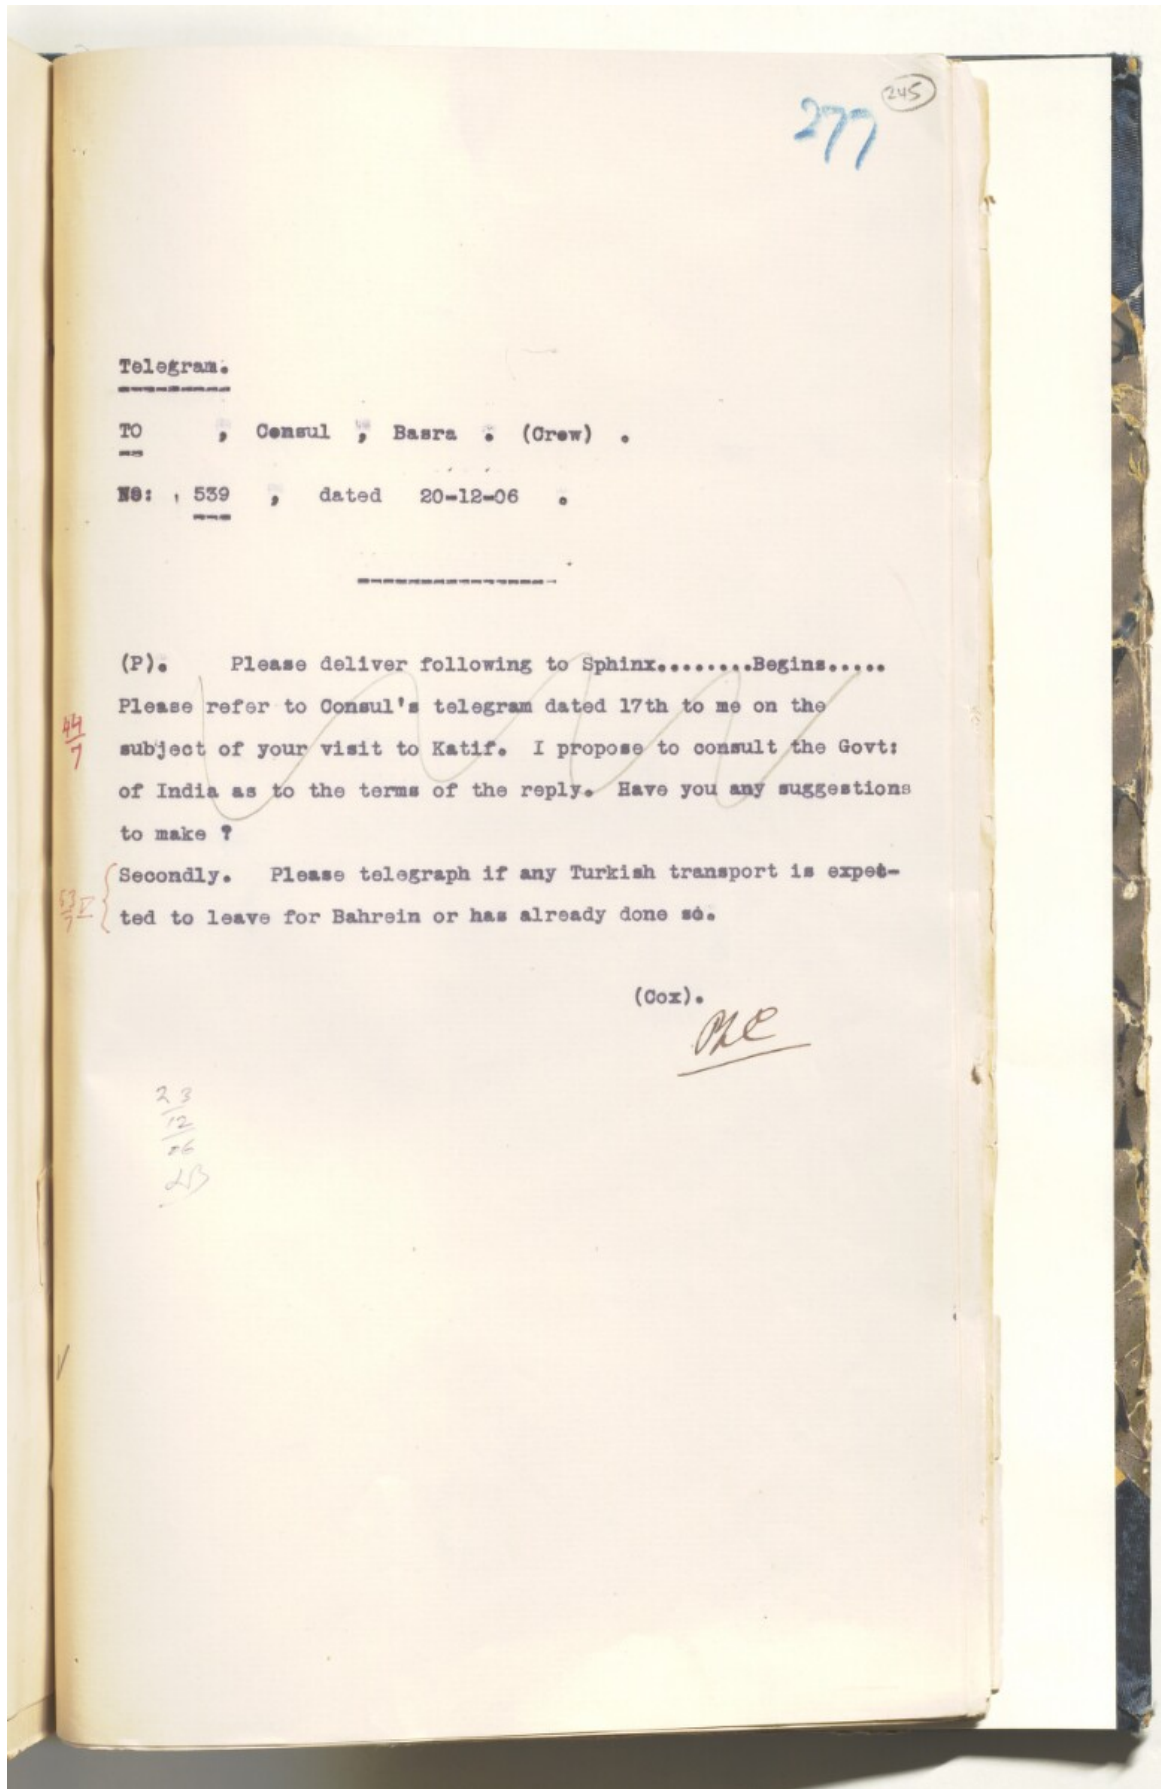 245
277
Telegram.
TO , Consul , Basra . (Crow) .
No: 539 , dated 20-12-06 .
(P). Please deliver following to Sphinx........Begins.....
Please refer to Consul's telegram dated 17th to me on the
44/7
subject of your visit to Katif. I propose to consult the Govt:
of India as to the terms of the reply. Have you any suggestions
to make ?
Secondly. Please telegraph if any Turkish transport is expec-
53/7 V
ted to leave for Bahrein or has already done so.
(Cox).
PZC
23
12
06